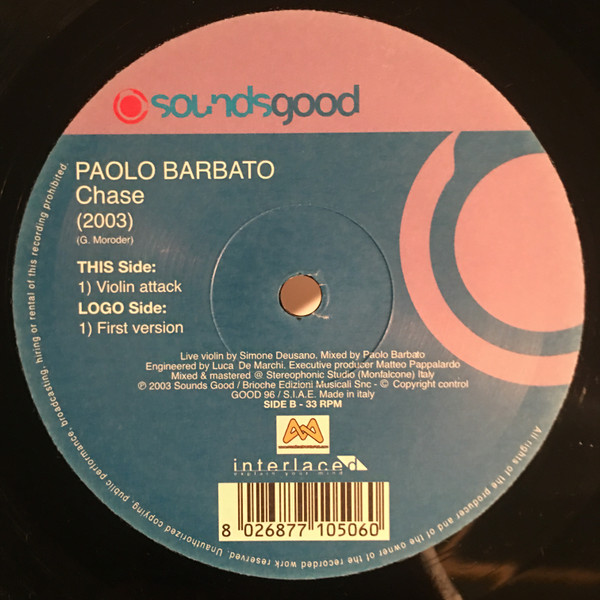 soundsgood
PAOLO BARBATO
Chase
(2003)
(G. Moroder)
THIS Side:
1) Violin attack
LOGO Side:
1) First version
Live violin by Simone Deusano. Mixed by Paolo Barbato
Engineered by Luca De Marchi. Executive producer Matteo Pappalardo
Mixed & mastered @ Stereophonic Studio (Monfalcone) Italy
℗ 2003 Sounds Good / Brioche Edizioni Musicali Snc - © Copyright control
GOOD 96 / S.I.A.E. Made in italy
SIDE B - 33 RPM
interlaced
explain your mind
8 026877 105060
All rights of the producer and of the owner of the recorded work reserved. Unauthorized copying, public performance, broadcasting, hiring or rental of this recording prohibited.